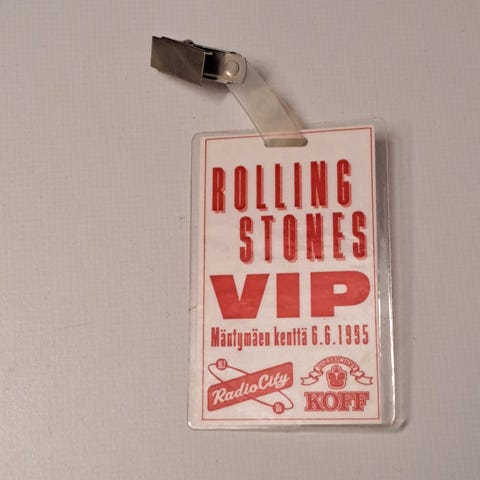 ROLLING
STONES
VIP
Mäntymäen kenttä 6.6.1995
RadioCity
KOFF